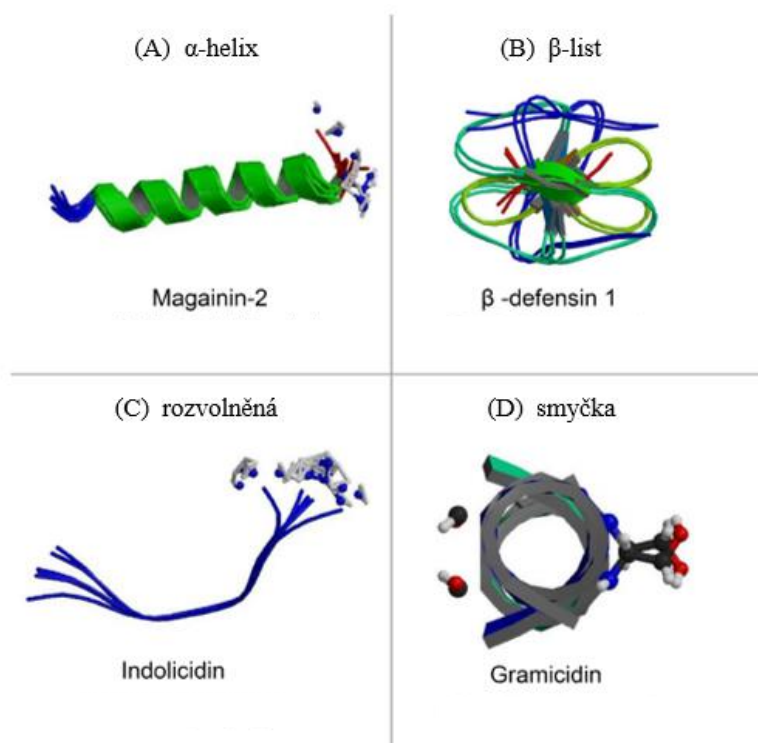 (A) α-helix
(B) β-list
Magainin-2
β -defensin 1
(C) rozvolněná
(D) smyčka
Indolicidin
Gramicidin